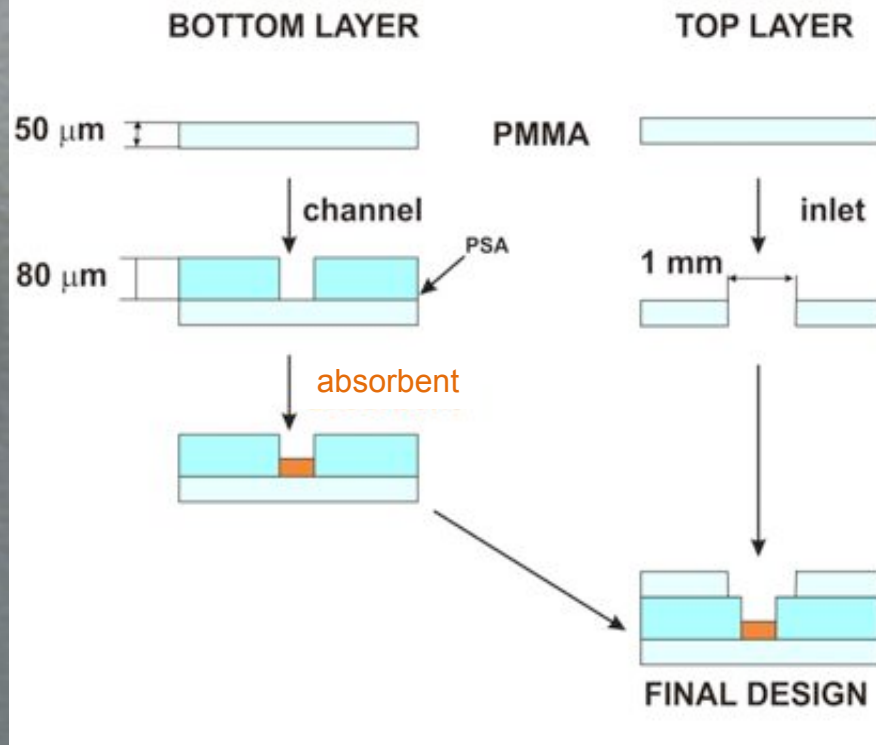 BOTTOM LAYER
TOP LAYER
50 μm
PMMA
channel
inlet
PSA
80 μm
1 mm
absorbent
FINAL DESIGN